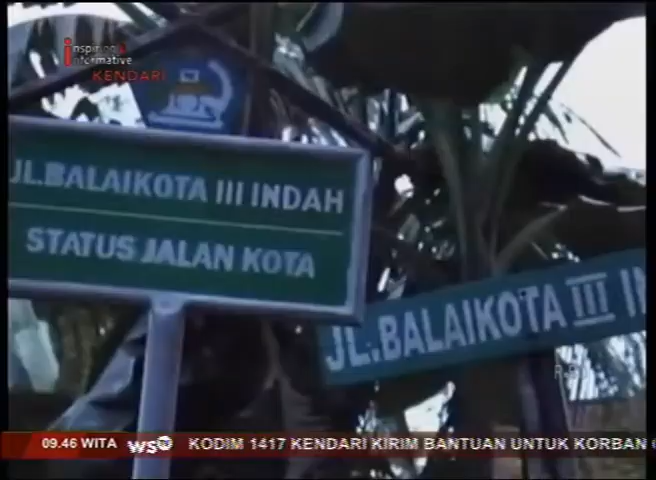 inspiring
informative
KENDARI
JL.BALAIKOTA III INDAH
STATUS JALAN KOTA
JL.BALAIKOTA III
09.46 WITA
WS
KODIM 1417 KENDARI KIRIM BANTUAN UNTUK KORBAN